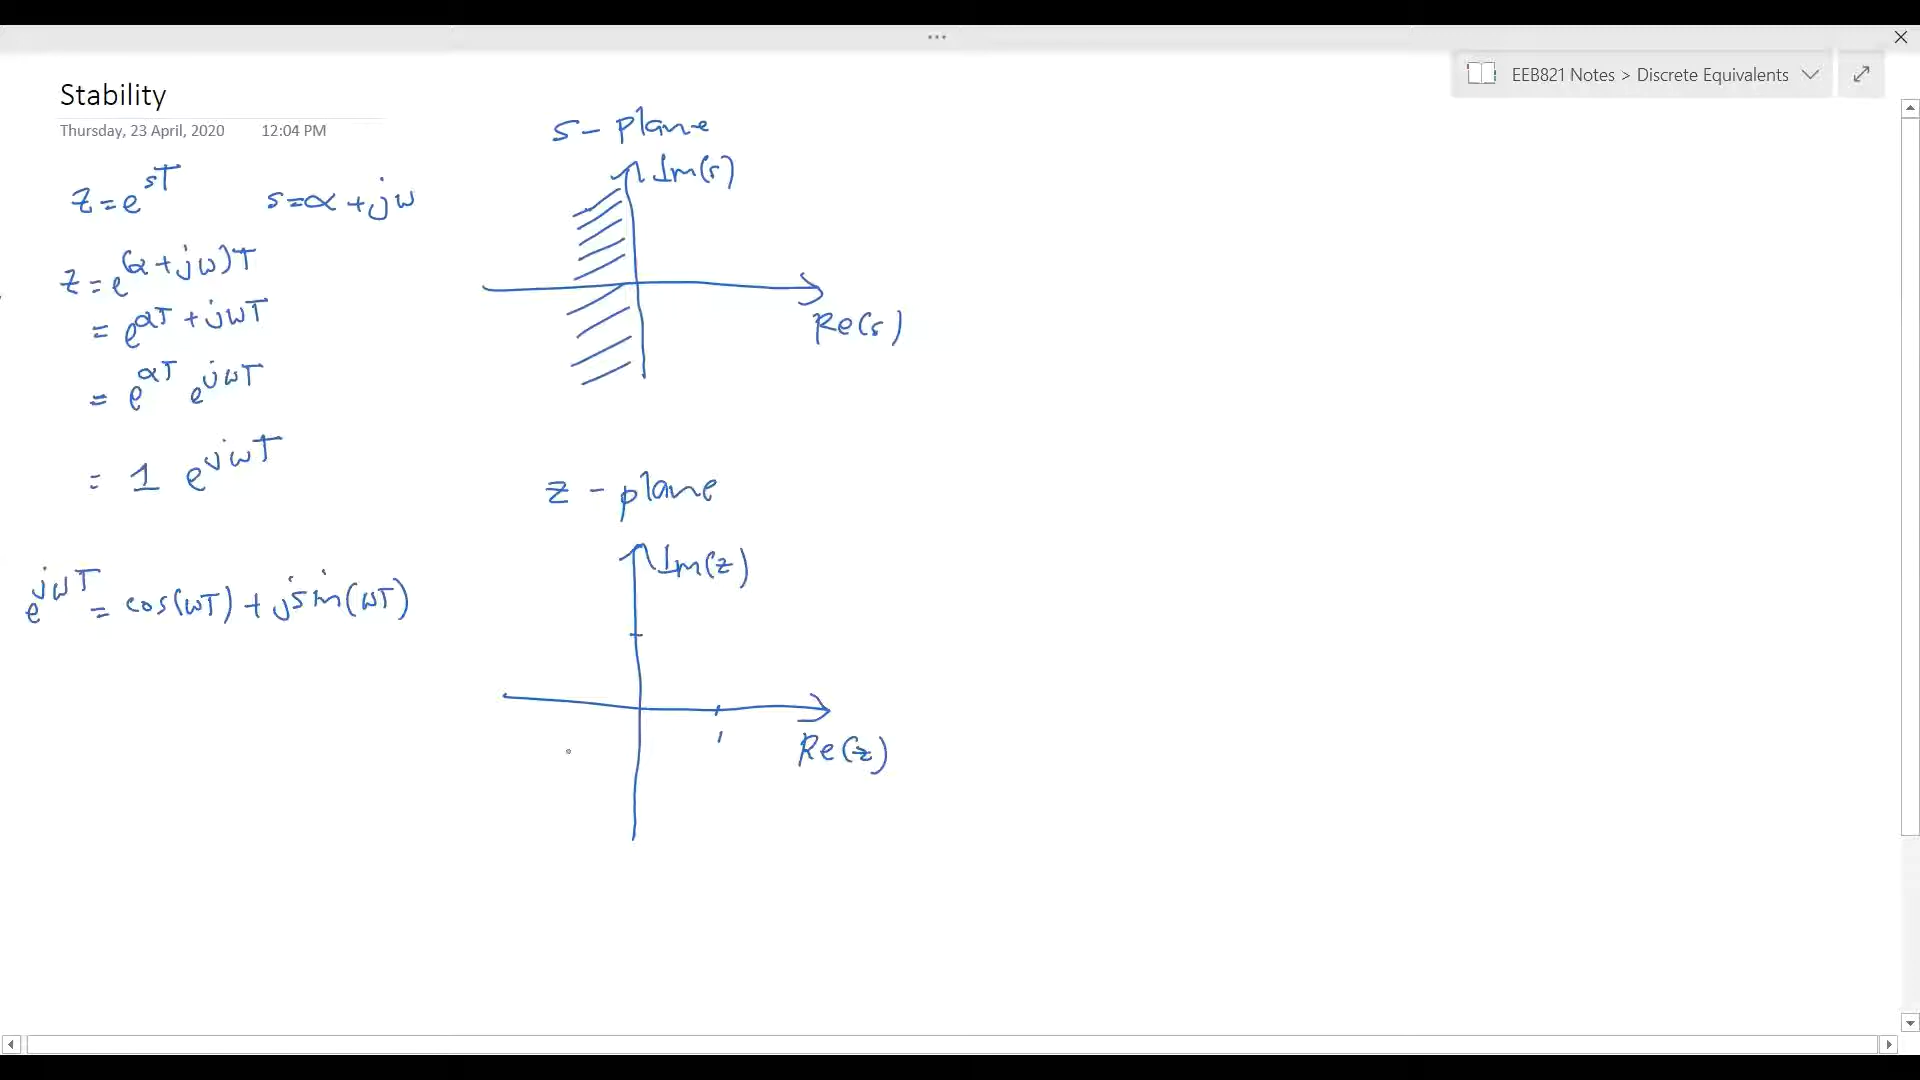 ...
EEB821 Notes > Discrete Equivalents
Stability
Thursday, 23 April, 2020 12:04 PM
z = e^{sT} s = α + jω
z = e^{(α + jω)T}
= e^{αT + jωT}
= e^{αT} e^{jωT}
= 1 e^{jωT}
e^{jωT} = cos(ωT) + j sin(ωT)
s - plane
Im(s)
Re(s)
z - plane
Im(z)
1
Re(z)